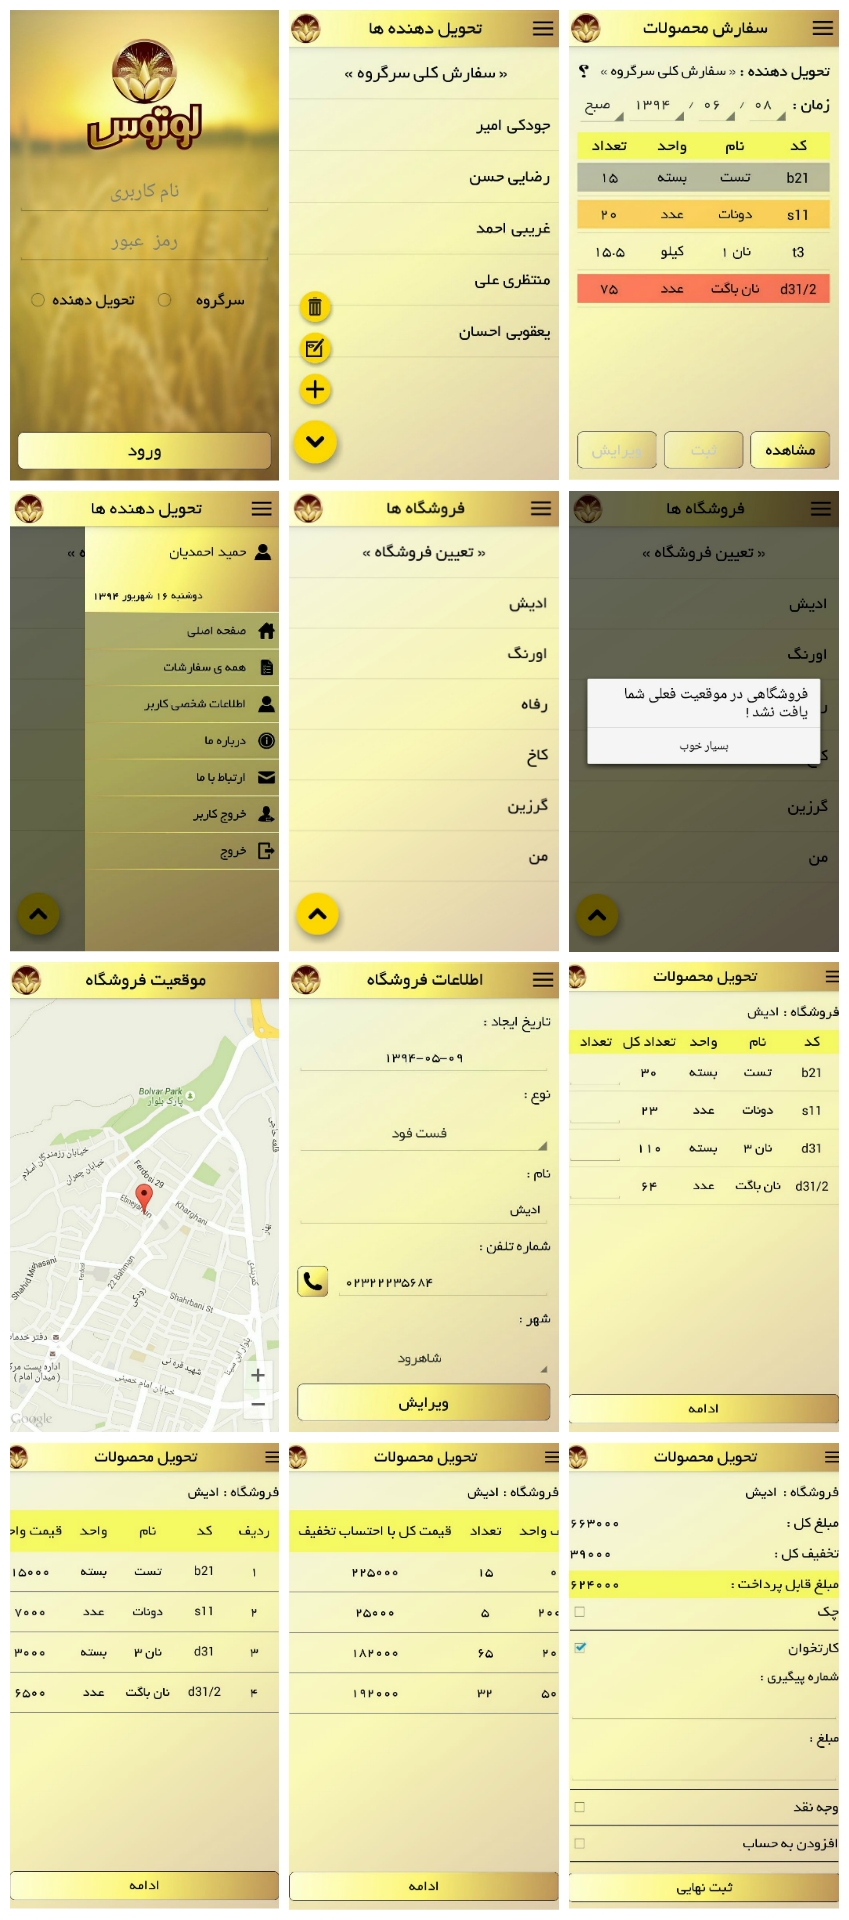 لوتوس
نام کاربری
رمز عبور
سرگروه تحویل دهنده
ورود
تحویل دهنده ها
« سفارش کلی سرگروه »
جودکی امیر
رضایی حسن
غریبی احمد
منتظری علی
یعقوبی احسان
سفارش محصولات
تحویل دهنده : « سفارش کلی سرگروه » ؟
زمان : ۰۸ / ۰۶ / ۱۳۹۴ صبح
کد نام واحد تعداد
b21 تست بسته ۱۵
s11 دونات عدد ۲۰
t3 نان ۱ کیلو ۱۵.۵
d31/2 نان باگت عدد ۷۵
مشاهده ثبت ویرایش
تحویل دهنده ها
حمید احمدیان
دوشنبه ۱۶ شهریور ۱۳۹۴
صفحه اصلی
همه ی سفارشات
اطلاعات شخصی کاربر
درباره ما
ارتباط با ما
خروج کاربر
خروج
فروشگاه ها
« تعیین فروشگاه »
ادیش
اورنگ
رفاه
کاخ
گرزین
من
فروشگاه ها
« تعیین فروشگاه »
ادیش
اورنگ
فروشگاهی در موقعیت فعلی شما
یافت نشد !
بسیار خوب
گرزین
من
موقعیت فروشگاه
Bolvar Park
پارک بلوار
خیابان رزمندگان اسلام
خیابان چمران
Ferdosi 29
Kharghani
Shahid Mohasani
Ferdosi
22 Bahman
رودکی
Shahrbani St
شهید قره نی
بلوار ابن سینا
دفتر خدما
اداره پست مرک
(میدان امام)
خیابان امام خمینی
Google
اطلاعات فروشگاه
تاریخ ایجاد :
۱۳۹۴-۰۵-۰۹
نوع :
فست فود
نام :
ادیش
شماره تلفن :
۰۲۳۲۲۲۳۵۶۸۴
شهر :
شاهرود
ویرایش
تحویل محصولات
فروشگاه : ادیش
کد نام واحد تعداد کل تعداد
b21 تست بسته ۳۰
s11 دونات عدد ۲۳
d31 نان ۳ بسته ۱۱۰
d31/2 نان باگت عدد ۶۴
ادامه
تحویل محصولات
فروشگاه : ادیش
ردیف کد نام واحد قیمت واح
۱ b21 تست بسته ۱۵۰۰۰
۲ s11 دونات عدد ۷۰۰۰
۳ d31 نان ۳ بسته ۳۰۰۰
۴ d31/2 نان باگت عدد ۶۵۰۰
ادامه
تحویل محصولات
فروشگاه : ادیش
ف واحد تعداد قیمت کل با احتساب تخفیف
۰ ۱۵ ۲۲۵۰۰۰
۲۰۰ ۵ ۲۵۰۰۰
۲۰ ۶۵ ۱۸۲۰۰۰
۵۰ ۳۲ ۱۹۲۰۰۰
ادامه
تحویل محصولات
فروشگاه : ادیش
مبلغ کل : ۶۶۳۰۰۰
تخفیف کل : ۳۹۰۰۰
مبلغ قابل پرداخت : ۶۲۴۰۰۰
چک
کارتخوان
شماره پیگیری :
مبلغ :
وجه نقد
افزودن به حساب
ثبت نهایی